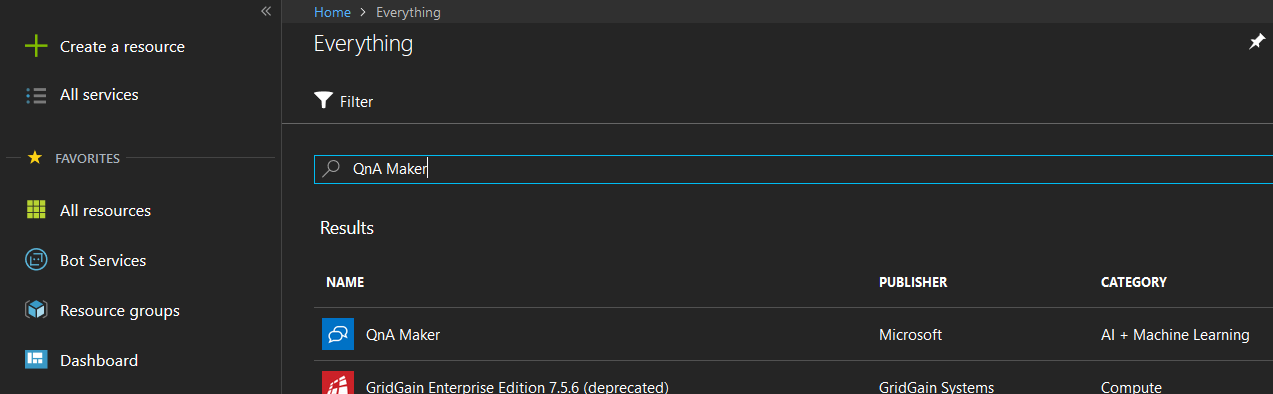 «
Create a resource
All services
FAVORITES
All resources
Bot Services
Resource groups
Dashboard
Home > Everything
Everything
Filter
QnA Maker
Results
NAME PUBLISHER CATEGORY
QnA Maker Microsoft AI + Machine Learning
GridGain Enterprise Edition 7.5.6 (deprecated) GridGain Systems Compute